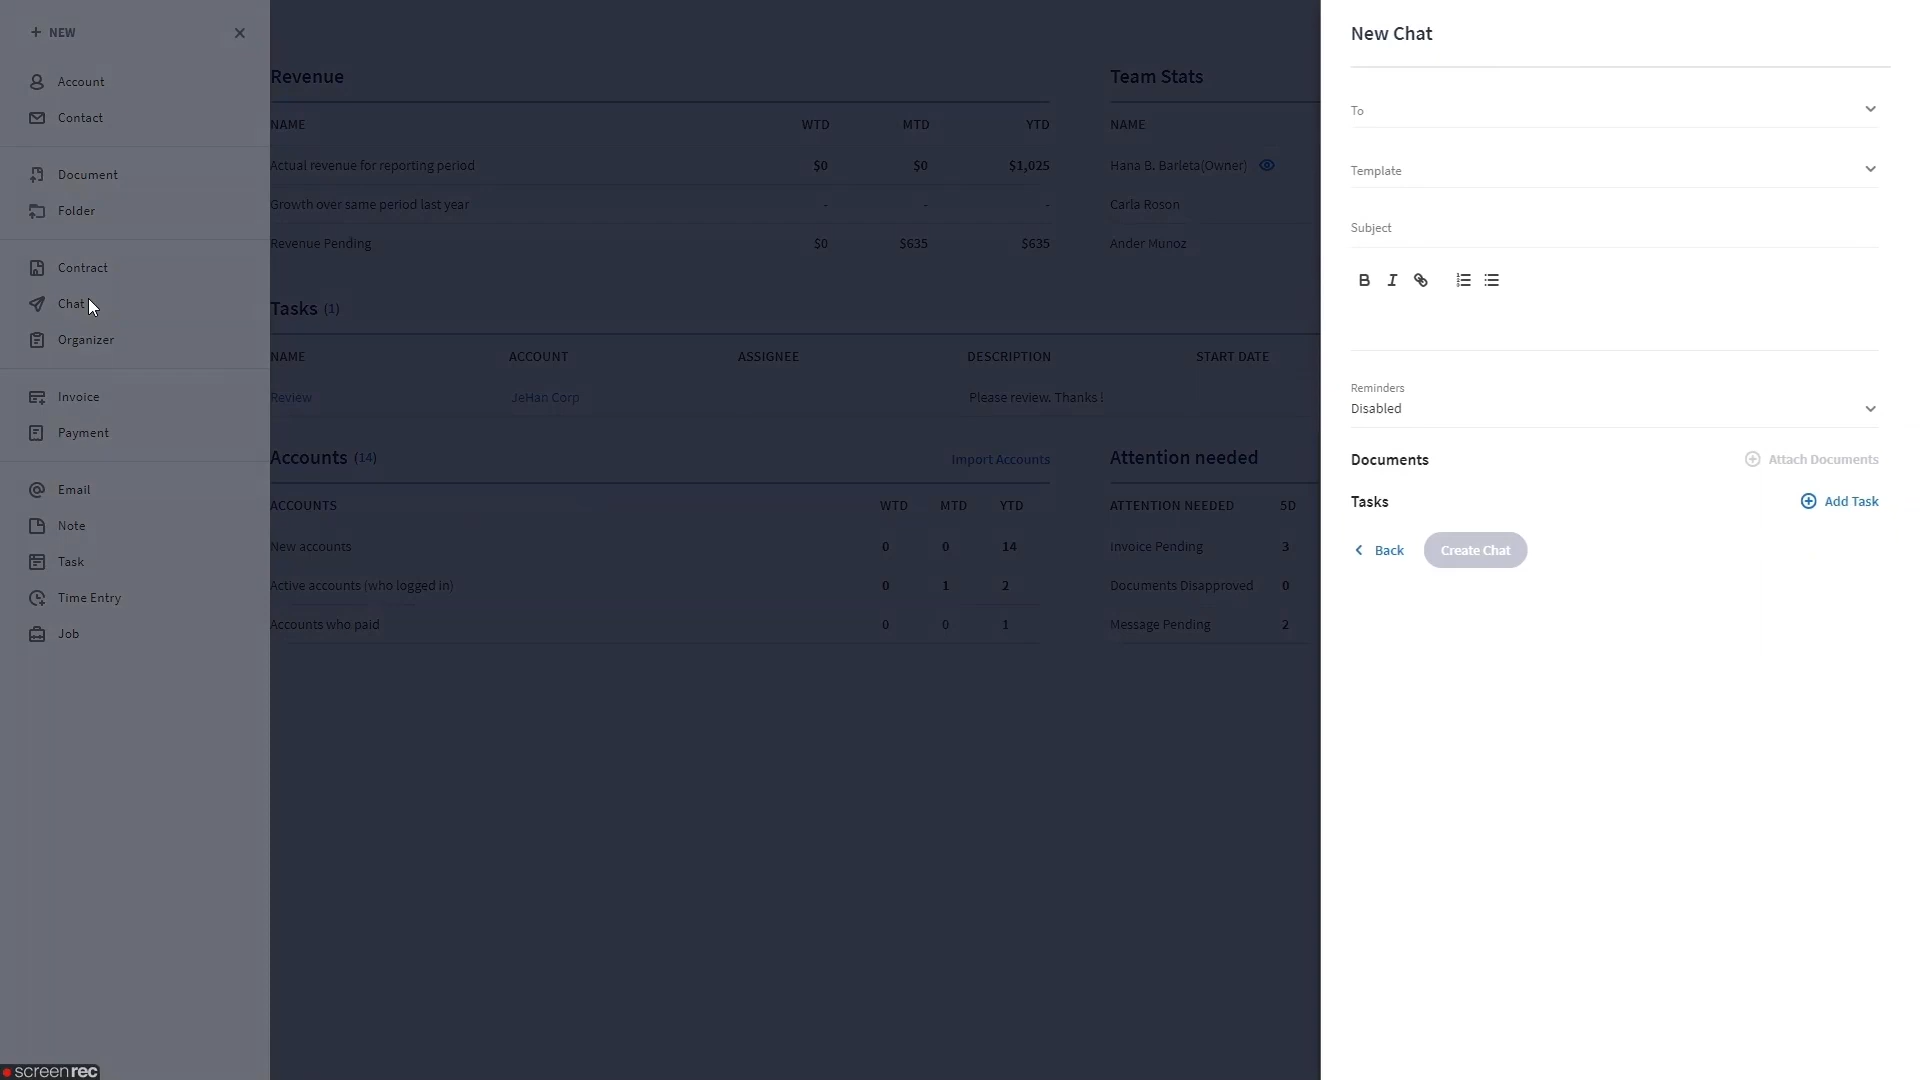 NEW
Account
Contact
Document
Folder
Contract
Chat
Organizer
Invoice
Payment
Email
Note
Task
Time Entry
Job
Revenue
NAME WTD MTD YTD
Actual revenue for reporting period $0 $0 $1,025
Growth over same period last year - - -
Revenue Pending $0 $635 $635
Team Stats
NAME
Hana B. Barleta(Owner)
Carla Roson
Ander Munoz
Tasks (1)
NAME ACCOUNT ASSIGNEE DESCRIPTION START DATE
Review JeHan Corp Please review. Thanks
Accounts (14) Import Accounts
ACCOUNTS WTD MTD YTD
New accounts 0 0 14
Active accounts (who logged in) 0 1 2
Accounts who paid 0 0 1
Attention needed
ATTENTION NEEDED 5D
Invoice Pending 3
Documents Disapproved 0
Message Pending 2
New Chat
To
Template
Subject
B I
Reminders
Disabled
Documents Attach Documents
Tasks Add Task
Back Create Chat
screenrec